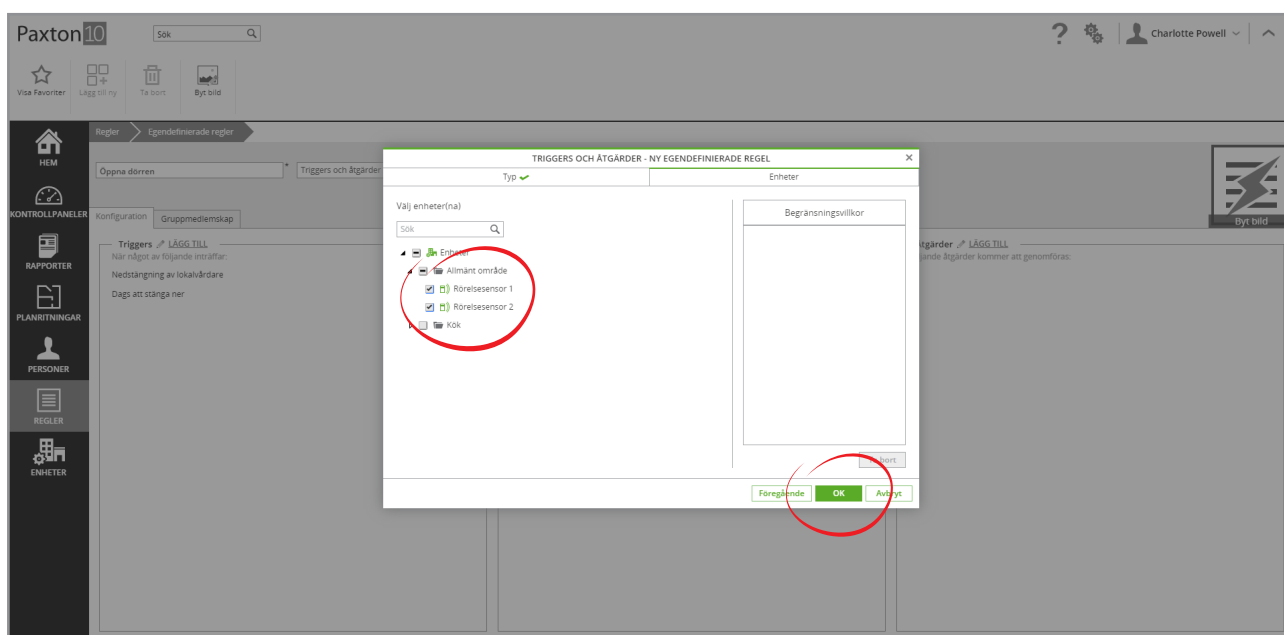 Paxton10
Sök
Charlotte Powell
Visa Favoriter
Lägg till ny
Ta bort
Byt bild
HEM
KONTROLLPANELER
RAPPORTER
PLANRITNINGAR
PERSONER
REGLER
ENHETER
Regler
Egendefinierade regler
Öppna dörren
*
Triggers och åtgärder
Byt bild
Konfiguration
Gruppmedlemskap
Triggers LÄGG TILL
När något av följande inträffar:
Nedstängning av lokalvårdare
Dags att stänga ner
tgärder LÄGG TILL
jande åtgärder kommer att genomföras:
TRIGGERS OCH ÅTGÄRDER - NY EGENDEFINIERADE REGEL
Typ
Enheter
Välj enheter(na)
Sök
Enheter
Allmänt område
Rörelsesensor 1
Rörelsesensor 2
Kök
Begränsningsvillkor
Ta bort
Föregående
OK
Avbryt